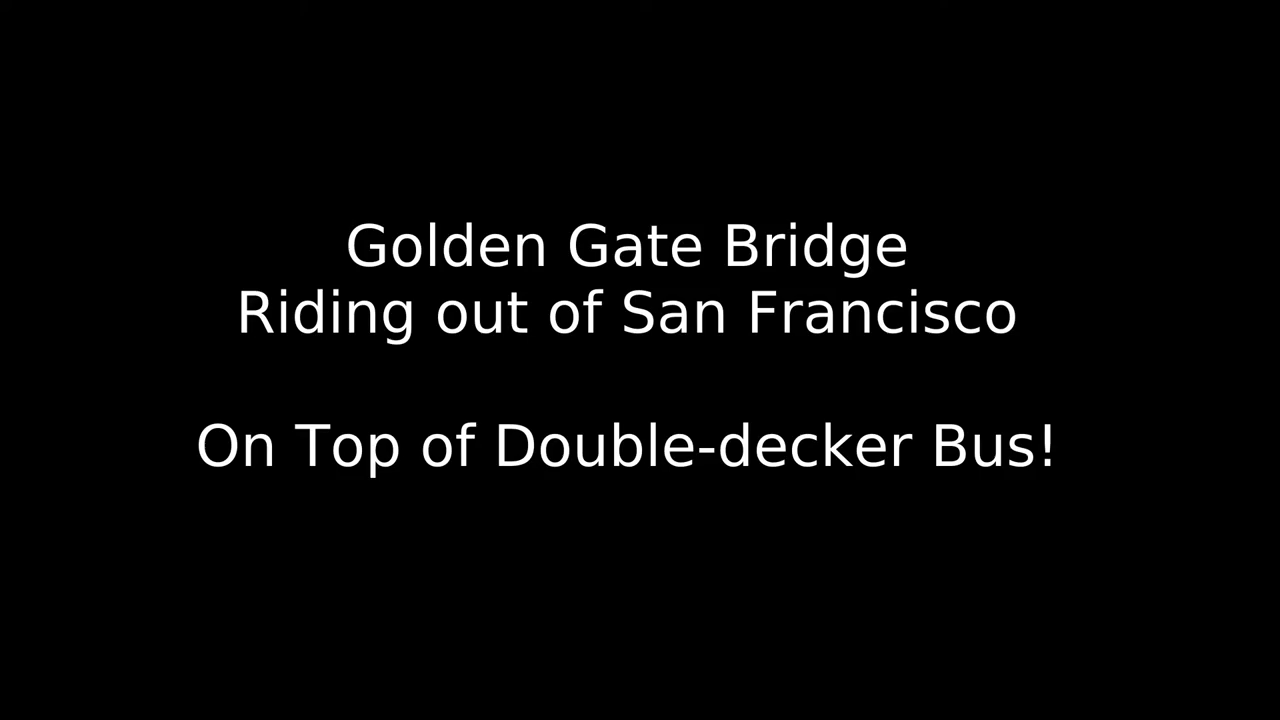 Golden Gate Bridge
Riding out of San Francisco
On Top of Double-decker Bus!